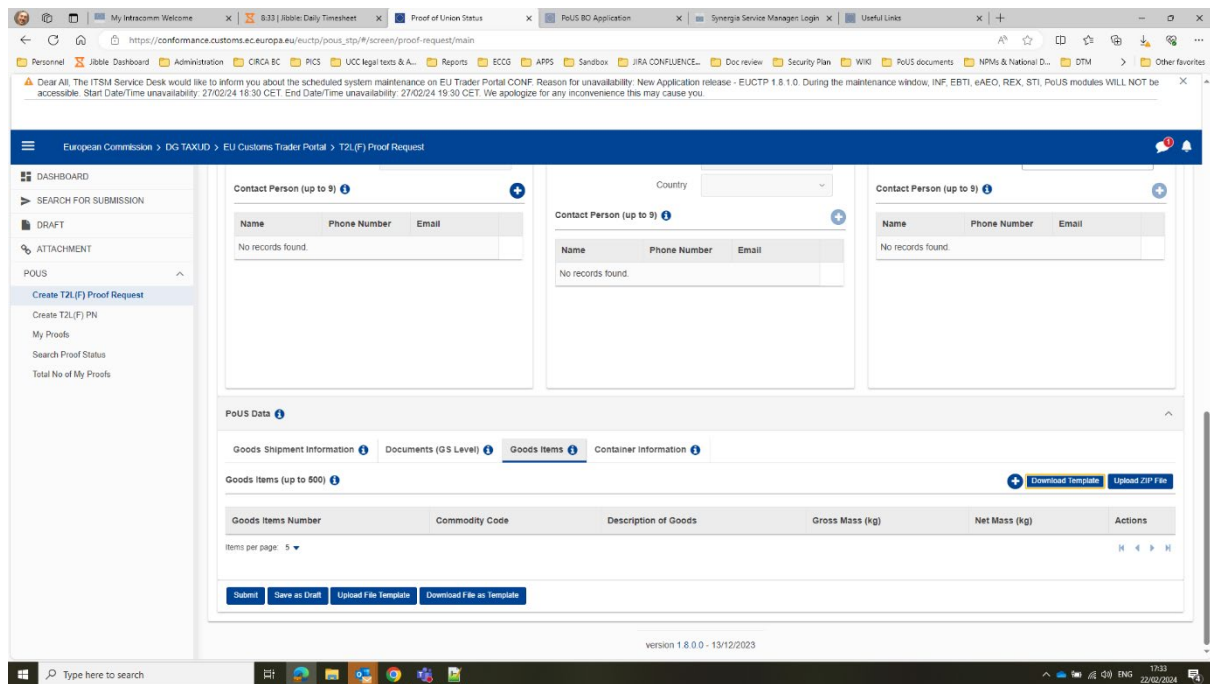 My Intracomm Welcome
8:33 | Jibble: Daily Timesheet
Proof of Union Status
PoUS BO Application
Synergia Service Manager: Login
Useful Links
https://conformance.customs.ec.europa.eu/euctp/pous_stp/#/screen/proof-request/main
Personnel Jibble Dashboard Administration CIRCA BC PICS UCC legal texts & A... Reports ECCG APPS Sandbox JIRA CONFLUENCE... Doc review Security Plan WIKI PoUS documents NPMs & National D... DTM Other favorites
Dear All, The ITSM Service Desk would like to inform you about the scheduled system maintenance on EU Trader Portal CONF. Reason for unavailability: New Application release - EUCTP 1.8.1.0. During the maintenance window, INF, EBTI, eAEO, REX, STI, PoUS modules WILL NOT be
accessible. Start Date/Time unavailability: 27/02/24 18:30 CET. End Date/Time unavailability: 27/02/24 19:30 CET. We apologize for any inconvenience this may cause you.
European Commission > DG TAXUD > EU Customs Trader Portal > T2L(F) Proof Request
1
DASHBOARD
SEARCH FOR SUBMISSION
DRAFT
ATTACHMENT
POUS
Create T2L(F) Proof Request
Create T2L(F) PN
My Proofs
Search Proof Status
Total No of My Proofs
Contact Person (up to 9)
Name Phone Number Email
No records found.
Country
Contact Person (up to 9)
Name Phone Number Email
No records found.
Contact Person (up to 9)
Name Phone Number Email
No records found.
PoUS Data
Goods Shipment Information Documents (GS Level) Goods Items Container Information
Goods Items (up to 500)
Download Template Upload ZIP File
Goods Items Number Commodity Code Description of Goods Gross Mass (kg) Net Mass (kg) Actions
Items per page: 5
Submit Save as Draft Upload File Template Download File as Template
version 1.8.0.0 - 13/12/2023
Type here to search
ENG
17:33
22/02/2024